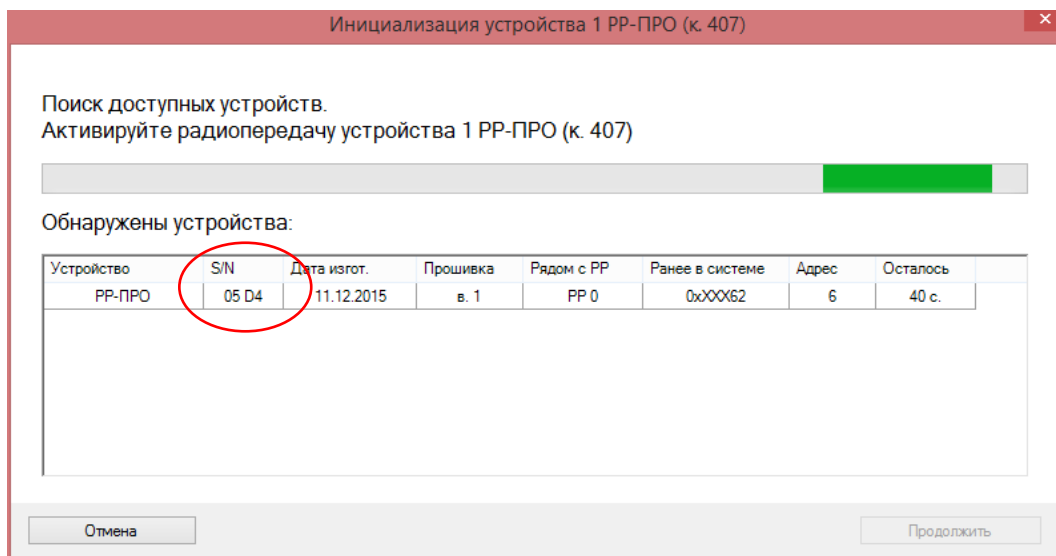 Инициализация устройства 1 РР-ПРО (к. 407)
Поиск доступных устройств.
Активируйте радиопередачу устройства 1 РР-ПРО (к. 407)
Обнаружены устройства:
Устройство S/N Дата изгот. Прошивка Рядом с РР Ранее в системе Адрес Осталось
РР-ПРО 05 D4 11.12.2015 в. 1 РР 0 0xXXX62 6 40 с.
Отмена Продолжить